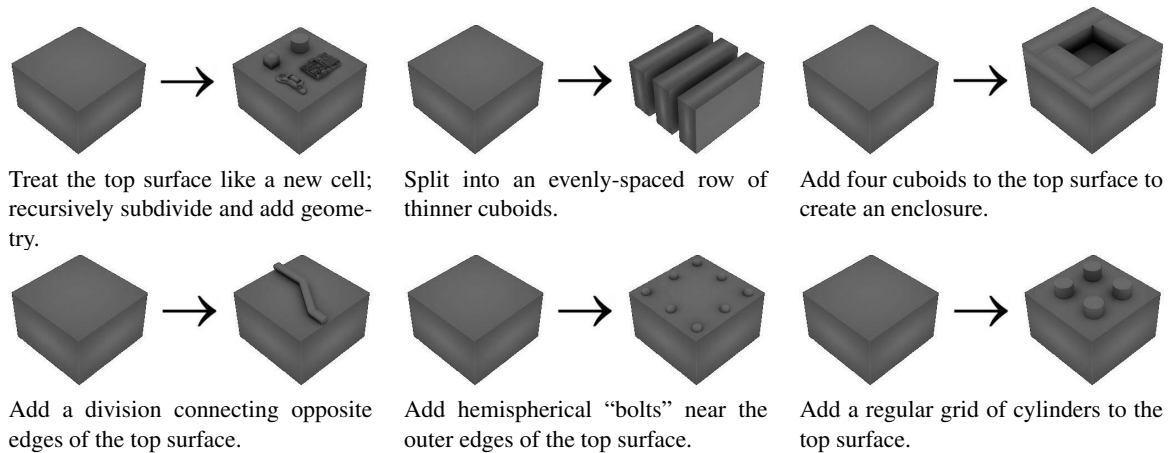 Treat the top surface like a new cell;
recursively subdivide and add geome-
try.
Split into an evenly-spaced row of
thinner cuboids.
Add four cuboids to the top surface to
create an enclosure.
Add a division connecting opposite
edges of the top surface.
Add hemispherical “bolts” near the
outer edges of the top surface.
Add a regular grid of cylinders to the
top surface.